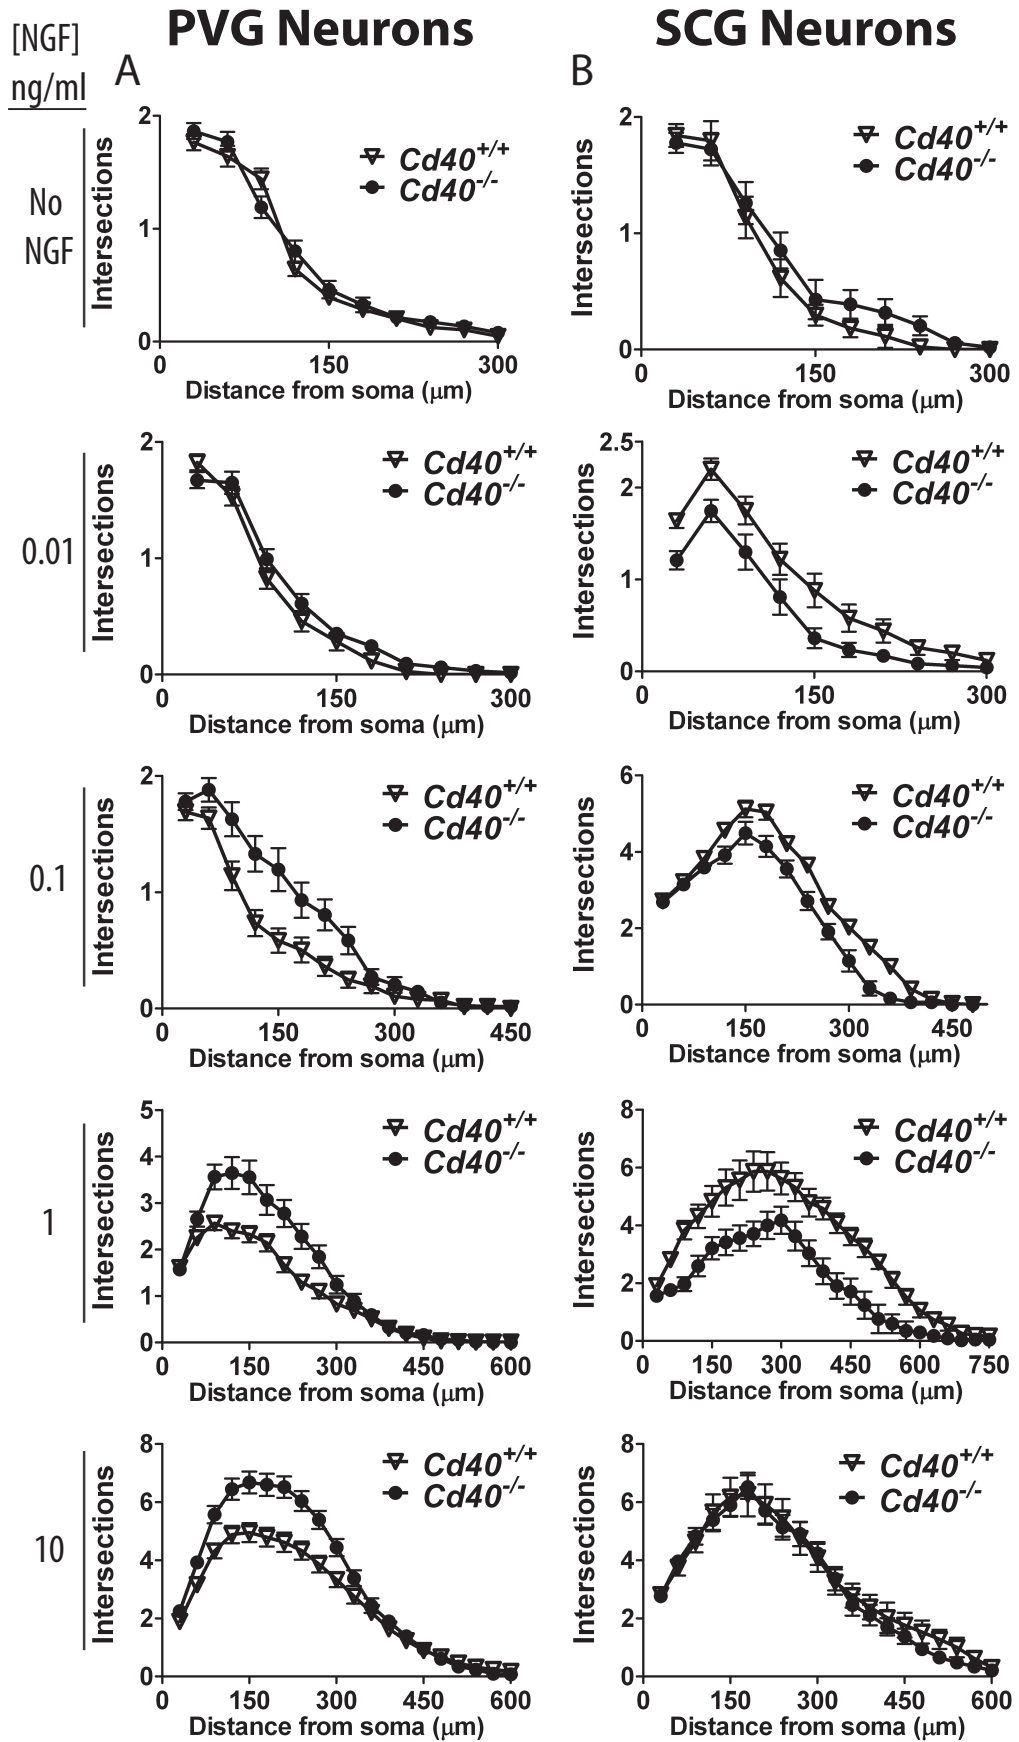 PVG Neurons SCG Neurons
[NGF]
ng/ml
A B
No
NGF
Intersections
2
1
0
0 150 300
Distance from soma (μm)
Cd40+/+
Cd40-/-
Intersections
2
1
0
0 150 300
Distance from soma (μm)
Cd40+/+
Cd40-/-
0.01
Intersections
2
1
0
0 150 300
Distance from soma (μm)
Cd40+/+
Cd40-/-
Intersections
2.5
2
1
0
0 150 300
Distance from soma (μm)
Cd40+/+
Cd40-/-
0.1
Intersections
2
1
0
0 150 300 450
Distance from soma (μm)
Cd40+/+
Cd40-/-
Intersections
6
4
2
0
0 150 300 450
Distance from soma (μm)
Cd40+/+
Cd40-/-
1
Intersections
5
4
3
2
1
0
0 150 300 450 600
Distance from soma (μm)
Cd40+/+
Cd40-/-
Intersections
8
6
4
2
0
0 150 300 450 600 750
Distance from soma (μm)
Cd40+/+
Cd40-/-
10
Intersections
8
6
4
2
0
0 150 300 450 600
Distance from soma (μm)
Cd40+/+
Cd40-/-
Intersections
8
6
4
2
0
0 150 300 450 600
Distance from soma (μm)
Cd40+/+
Cd40-/-